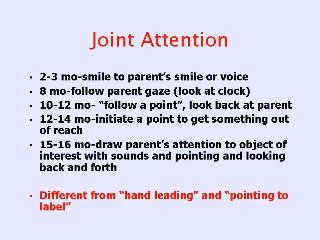 Joint Attention
• 2-3 mo-smile to parent's smile or voice
• 8 mo-follow parent gaze (look at clock)
• 10-12 mo- "follow a point", look back at parent
• 12-14 mo-initiate a point to get something out
of reach
• 15-16 mo-draw parent's attention to object of
interest with sounds and pointing and looking
back and forth
• Different from "hand leading" and "pointing to
label"